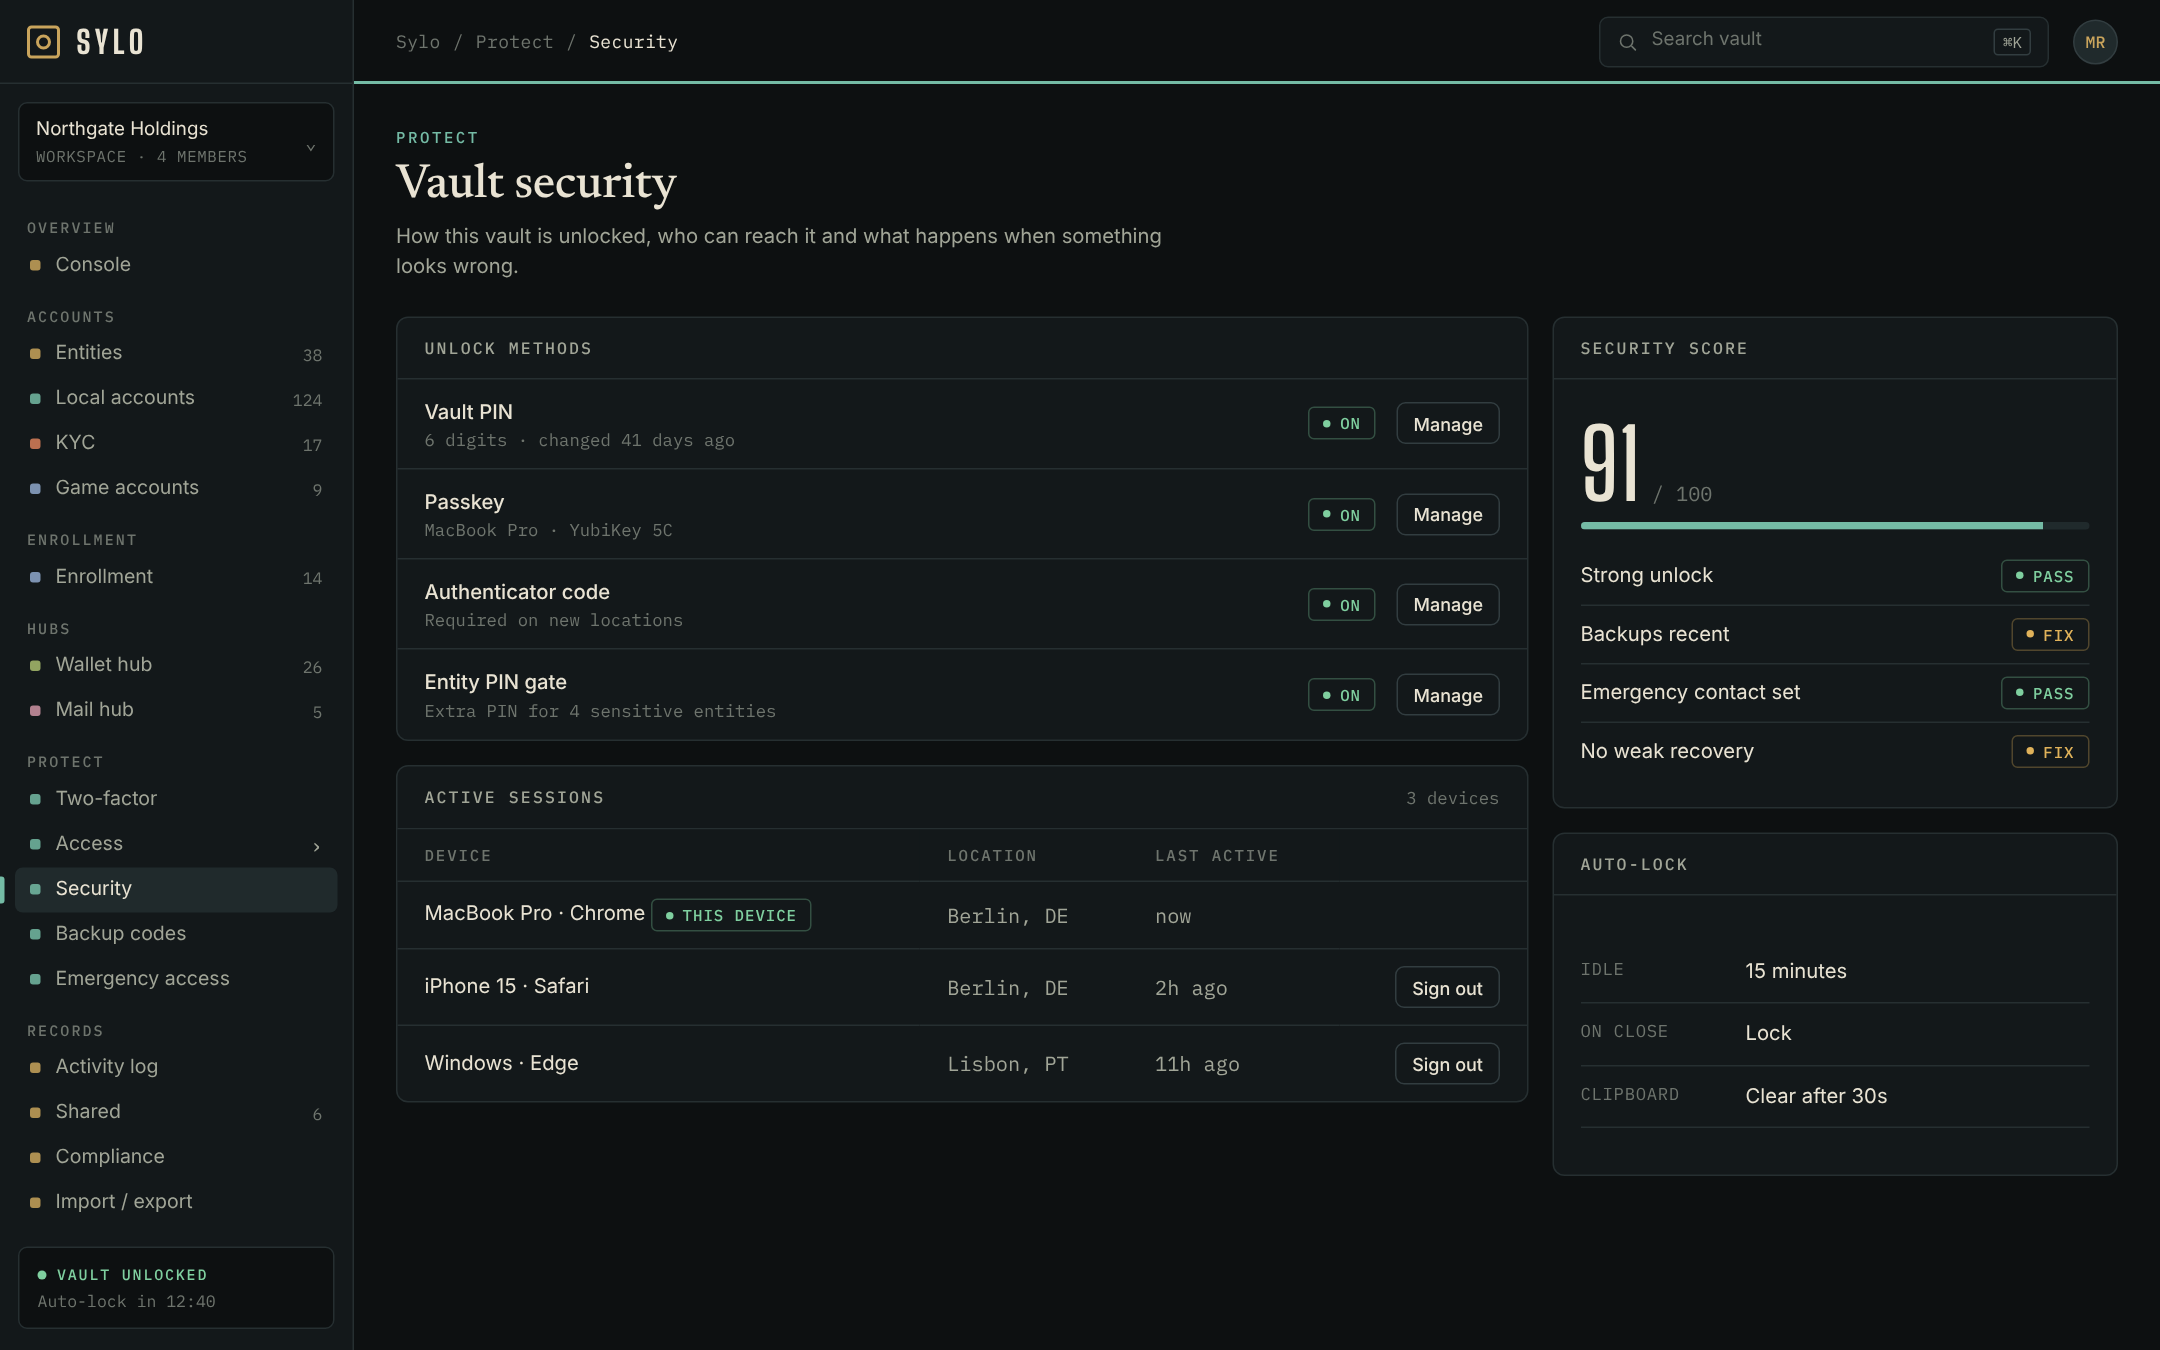 SYLO
Northgate Holdings
WORKSPACE · 4 MEMBERS
OVERVIEW
Console
ACCOUNTS
Entities 38
Local accounts 124
KYC 17
Game accounts 9
ENROLLMENT
Enrollment 14
HUBS
Wallet hub 26
Mail hub 5
PROTECT
Two-factor
Access
Security
Backup codes
Emergency access
RECORDS
Activity log
Shared 6
Compliance
Import / export
VAULT UNLOCKED
Auto-lock in 12:40
Sylo / Protect / Security
Search vault ⌘K
MR
PROTECT
Vault security
How this vault is unlocked, who can reach it and what happens when something
looks wrong.
UNLOCK METHODS
Vault PIN
6 digits · changed 41 days ago
ON Manage
Passkey
MacBook Pro · YubiKey 5C
ON Manage
Authenticator code
Required on new locations
ON Manage
Entity PIN gate
Extra PIN for 4 sensitive entities
ON Manage
ACTIVE SESSIONS 3 devices
DEVICE LOCATION LAST ACTIVE
MacBook Pro · Chrome THIS DEVICE Berlin, DE now
iPhone 15 · Safari Berlin, DE 2h ago Sign out
Windows · Edge Lisbon, PT 11h ago Sign out
SECURITY SCORE
91 / 100
Strong unlock PASS
Backups recent FIX
Emergency contact set PASS
No weak recovery FIX
AUTO-LOCK
IDLE 15 minutes
ON CLOSE Lock
CLIPBOARD Clear after 30s